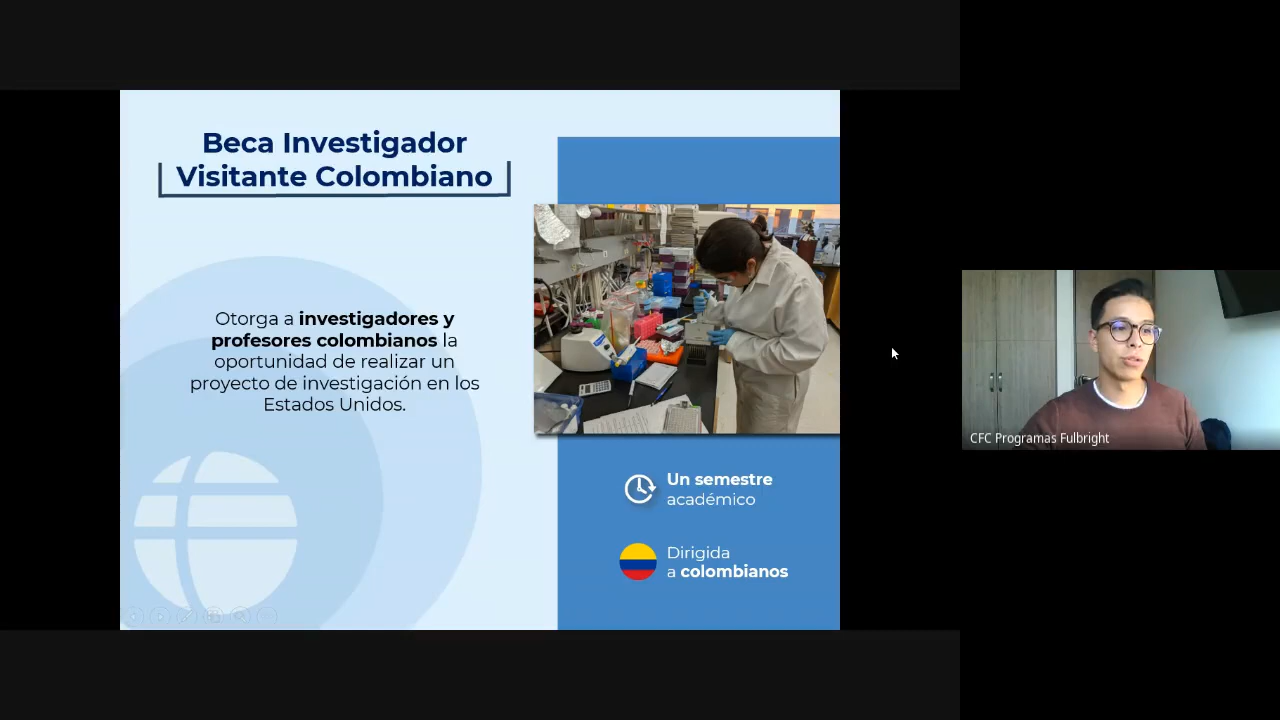 Beca Investigador
Visitante Colombiano
Otorga a investigadores y
profesores colombianos la
oportunidad de realizar un
proyecto de investigación en los
Estados Unidos.
Un semestre
académico
Dirigida
a colombianos
CFC Programas Fulbright